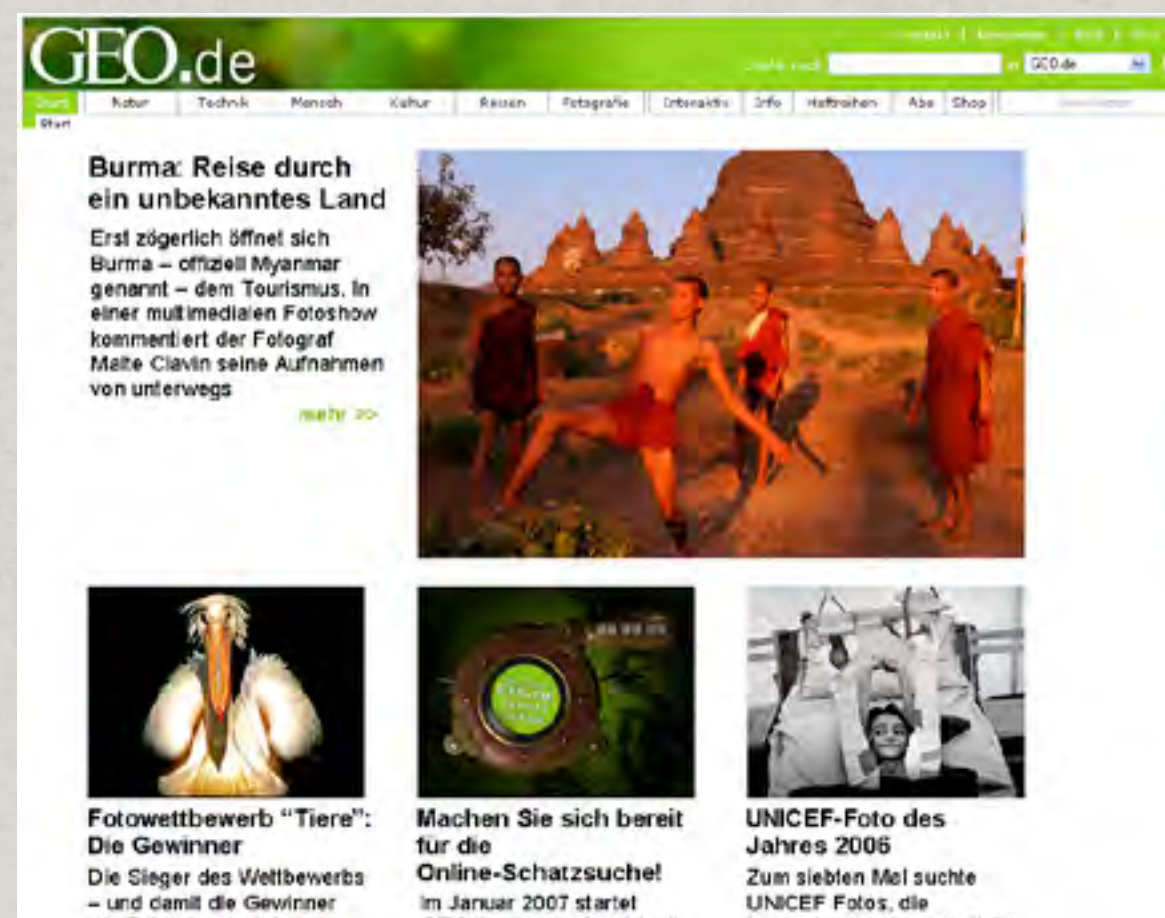 GEO.de
GEO.de
Start Natur Technik Mensch Kultur Reisen Fotografie Interaktiv Info Heftreihen Abo Shop
Start
Burma: Reise durch
ein unbekanntes Land
Erst zögerlich öffnet sich
Burma – offiziell Myanmar
genannt – dem Tourismus. In
einer multimedialen Fotoshow
kommentiert der Fotograf
Malte Clavin seine Aufnahmen
von unterwegs
mehr >>
Fotowettbewerb "Tiere":
Die Gewinner
Die Sieger des Wettbewerbs
– und damit die Gewinner
Machen Sie sich bereit
für die
Online-Schatzsuche!
Im Januar 2007 startet
UNICEF-Foto des
Jahres 2006
Zum siebten Mal suchte
UNICEF Fotos, die